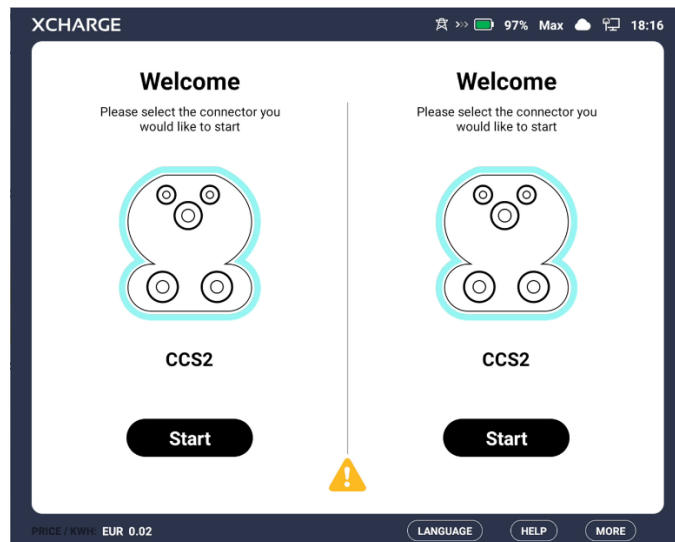 XCHARGE
97% Max 18:16
Welcome
Please select the connector you
would like to start
CCS2
Start
Welcome
Please select the connector you
would like to start
CCS2
Start
PRICE / KWH: EUR 0.02
LANGUAGE
HELP
MORE